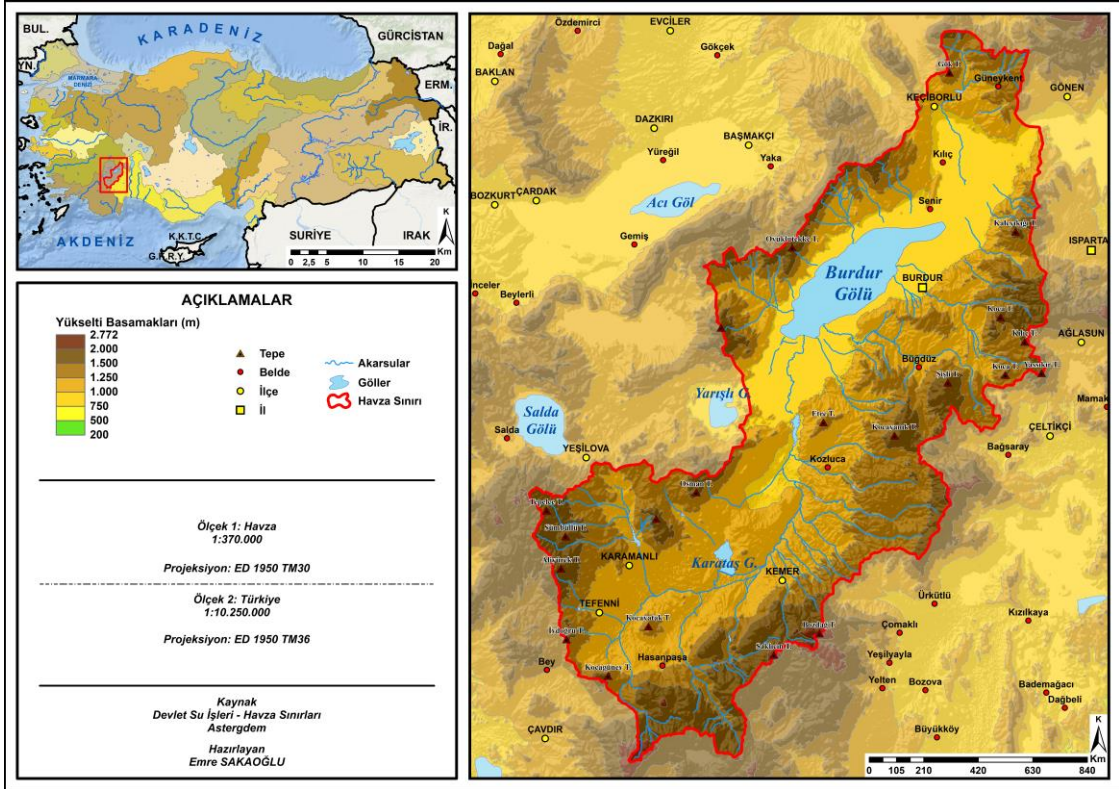 BUL.
KARADENİZ
GÜRCİSTAN
YN.
MARMARA
DENİZİ
ERM.
İR.
AKDENİZ
K.K.T.C.
G.K.R.Y.
SURİYE
IRAK
K
Km
0 2,5 5 10 15 20
AÇIKLAMALAR
Yükselti Basamakları (m)
2.772
2.000
1.500
1.250
1.000
750
500
200
Tepe
Belde
İlçe
İl
Akarsular
Göller
Havza Sınırı
Ölçek 1: Havza
1:370.000
Projeksiyon: ED 1950 TM30
Ölçek 2: Türkiye
1:10.250.000
Projeksiyon: ED 1950 TM36
Kaynak
Devlet Su İşleri - Havza Sınırları
Astergdem
Hazırlayan
Emre SAKAOĞLU
Özdemirci
EVCİLER
Dağal
Gökçek
BAKLAN
Gök T.
Güneykent
GÖNEN
KEÇİBORLU
DAZKIRI
BAŞMAKÇI
Yüreğil
Yaka
Kılıç
BOZKURT
ÇARDAK
Acı Göl
Senir
Gemiş
ISPARTA
Burdur
Gölü
BURDUR
İnceler
Beylerli
Koca T.
Kılıç T.
AĞLASUN
Büğdüz
Koca T.
Yarışlı G.
Mamak
Salda
Gölü
Salda
YEŞİLOVA
ÇELTİKÇİ
Bağsaray
Kozluca
Osman T.
KARAMANLI
Karataş G.
KEMER
TEFENNİ
Ürkütlü
Kızılkaya
Çomaklı
Hasanpaşa
Bey
Yeşilyayla
Yelten
Bozova
Bademağacı
Dağbeli
ÇAVDIR
Büyükköy
K
Km
0 105 210 420 630 840